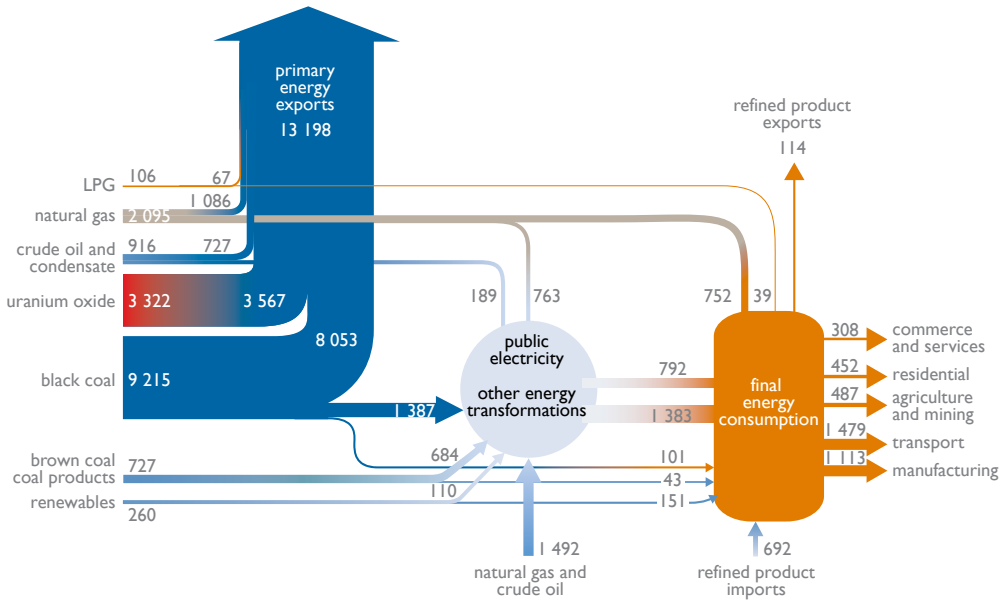 primary
energy
exports
13 198
refined product
exports
114
LPG
106
67
natural gas
2 095
1 086
crude oil and
condensate
916
727
uranium oxide
3 322
3 567
8 053
black coal
9 215
1 387
brown coal
coal products
727
684
renewables
260
110
189
763
752
39
public
electricity
other energy
transformations
792
1 383
101
43
151
final
energy
consumption
308
commerce
and services
452
residential
487
agriculture
and mining
1 479
transport
1 113
manufacturing
1 492
natural gas and
crude oil
692
refined product
imports